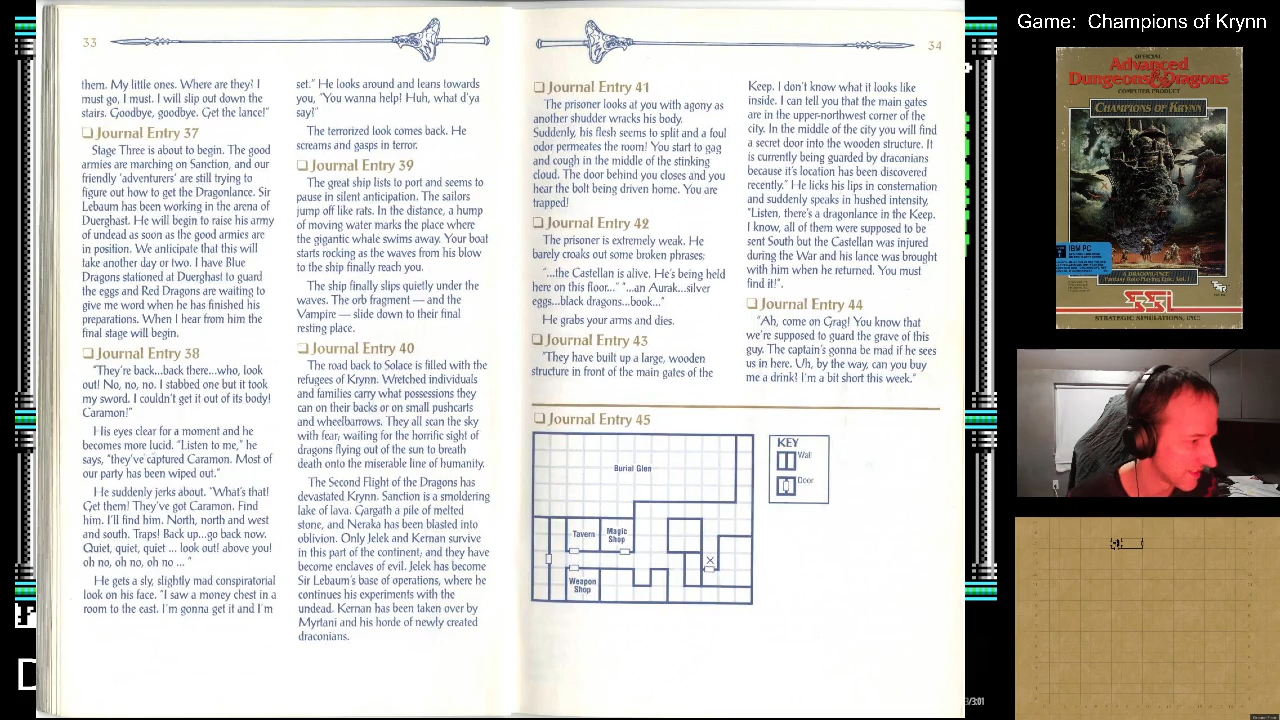 Game: Champions of Krynn
33
them. My little ones. Where are they! I
must go, I must. I will slip out down the
stairs. Goodbye, goodbye. Get the lance!"
❑ Journal Entry 37
Stage Three is about to begin. The good
armies are marching on Sanction, and our
friendly 'adventurers' are still trying to
figure out how to get the Dragonlance. Sir
Lebaum has been working in the arena of
Duerghast. He will begin to raise his army
of undead as soon as the good armies are
in position. We anticipate that this will
take another day or two. I have Blue
Dragons stationed at Duerghast to guard
the eggs and Red Dragons are waiting to
give me word when he has finished his
preparations. When I hear from him the
final stage will begin.
❑ Journal Entry 38
"They're back...back there...who, look
out! No, no, no. I stabbed one but it took
my sword. I couldn't get it out of its body!
Caramon!"
His eyes clear for a moment and he
becomes more lucid. "Listen to me," he
says, "they've captured Caramon. Most of
our party has been wiped out."
He suddenly jerks about. "What's that!
Get them! They've got Caramon. Find
him. I'll find him. North, north and west
and south. Traps! Back up...go back now.
Quiet, quiet, quiet ... look out! above you!
oh no, oh no, oh no ... "
He gets a sly, slightly mad conspiratorial
look on his face. "I saw it, they chest in a
room to the east. I'm gonna get it and I'm
set." He looks around and leans towards
you, "You wanna help! Huh, what d'ya
say!"
The terrorized look comes back. He
screams and gasps in terror.
❑ Journal Entry 39
The great ship lists to port and seems to
pause in silent anticipation. The sailors
jump off like rats. In the distance, a hump
of moving water marks the place where
the gigantic whale swims away. Your boat
starts rocking as the waves from his blow
to the ship finally reach you.
The ship finally slips down under the
waves. The orb fragment — and the
Vampire — slide down to their final
resting place.
❑ Journal Entry 40
The road back to Solace is filled with the
refugees of Krynn. Wretched individuals
and families carry what possessions they
can on their backs or on small pushcarts
and wheelbarrows. They all scan the sky
with fear, waiting for the horrific sight of
dragons flying out of the sun to breath
death onto the miserable line of humanity.
The Second Flight of the Dragons has
devastated Krynn. Sanction is a smoldering
lake of lava. Gargath a pile of melted
stone, and Neraka has been blasted into
oblivion. Only Jelek and Kernan survive
in this part of the continent; and they have
become enclaves of evil. Jelek has become
Sir Lebaum's base of operations, where he
continues his experiments with the
undead. Kernan has been taken over by
Myrtani and his horde of newly created
draconians.
34
❑ Journal Entry 41
The prisoner looks at you with agony as
another shudder wracks his body.
Suddenly, his flesh seems to split and a foul
odor permeates the room! You start to gag
and cough in the middle of the stinking
cloud. The door behind you closes and you
hear the bolt being driven home. You are
trapped!
❑ Journal Entry 42
The prisoner is extremely weak. He
barely croaks out some broken phrases;
"...the Castellan is alive. He's being held
here on this floor..." "...an Aurak...over
eggs...black dragons...book..."
He grabs your arms and dies.
❑ Journal Entry 43
"They have built up a large, wooden
structure in front of the main gates of the
Keep. I don't know what it looks like
inside. I can tell you that the main gates
are in the upper-northwest corner of the
city. In the middle of the city you will find
a secret door into the wooden structure. It
is currently being guarded by draconians
because it's location has been discovered
recently." He licks his lips in consternation
and suddenly speaks in hushed intensity,
"Listen, there's a dragonlance in the Keep.
I know, all of them were supposed to be
sent South but the Castellan was injured
during the War and his lance was brought
with him when he returned. You must
find it!".
❑ Journal Entry 44
"Ah, come on Grag! You know that
we're supposed to guard the grave of this
guy. The captain's gonna be mad if he sees
us in here. Uh, by the way, can you buy
me a drink! I'm a bit short this week."
❑ Journal Entry 45
Burial Glen
Tavern
Magic
Shop
Weapon
Shop
KEY
Wall
Door
OFFICIAL
Advanced
Dungeons & Dragons
COMPUTER PRODUCT
CHAMPIONS OF KRYNN
IBM PC
A DRAGONLANCE
Fantasy Role-Playing Epic, Vol. I
SSI
STRATEGIC SIMULATIONS, INC.
/3:01